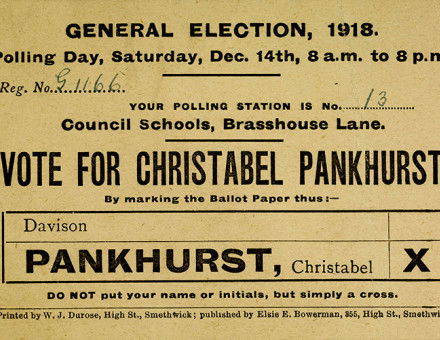 GENERAL ELECTION, 1918.
Polling Day, Saturday, Dec. 14th, 8 a.m. to 8 p.m
Reg. No. G 1166
YOUR POLLING STATION IS No. 13
Council Schools, Brasshouse Lane.
VOTE FOR CHRISTABEL PANKHURST
By marking the Ballot Paper thus:—
Davison
PANKHURST, Christabel X
DO NOT put your name or initials, but simply a cross.
Printed by W. J. Durose, High St., Smethwick; published by Elsie E. Bowerman, 355, High St., Smethwi